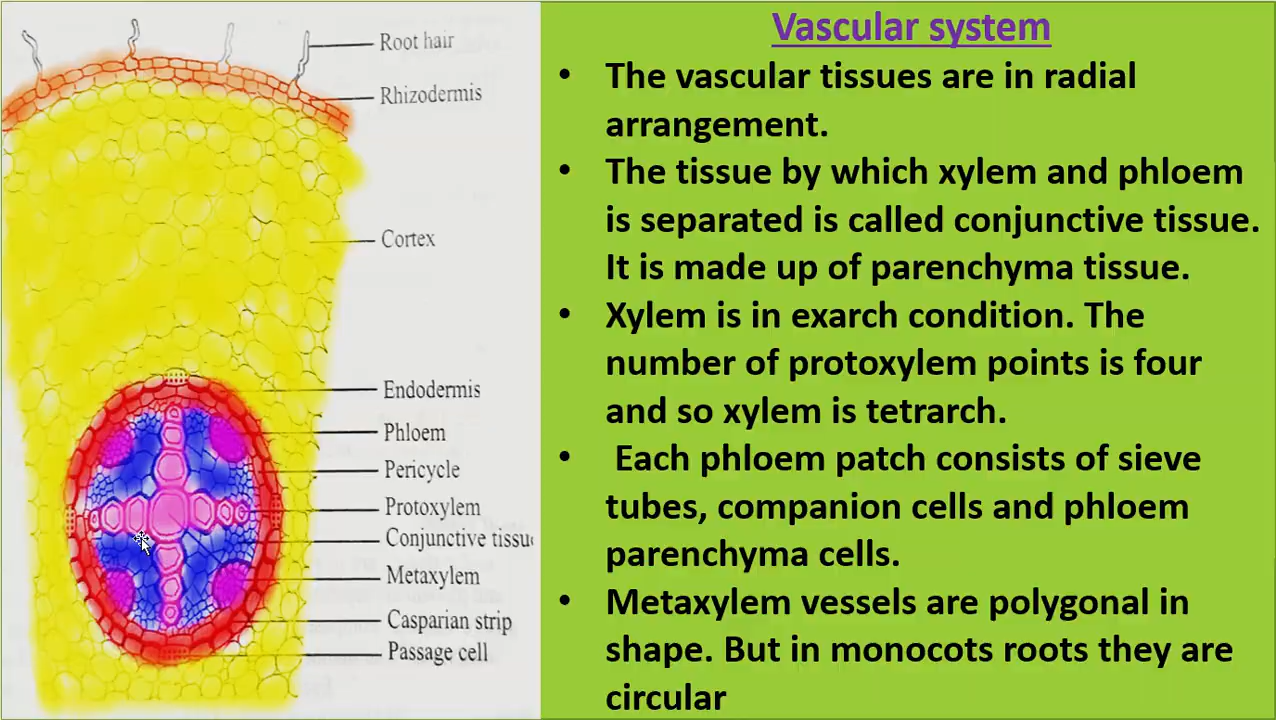 Root hair
Rhizodermis
Cortex
Endodermis
Phloem
Pericycle
Protoxylem
Conjunctive tissu
Metaxylem
Casparian strip
Passage cell
Vascular system
• The vascular tissues are in radial
arrangement.
• The tissue by which xylem and phloem
is separated is called conjunctive tissue.
It is made up of parenchyma tissue.
• Xylem is in exarch condition. The
number of protoxylem points is four
and so xylem is tetrarch.
• Each phloem patch consists of sieve
tubes, companion cells and phloem
parenchyma cells.
• Metaxylem vessels are polygonal in
shape. But in monocots roots they are
circular